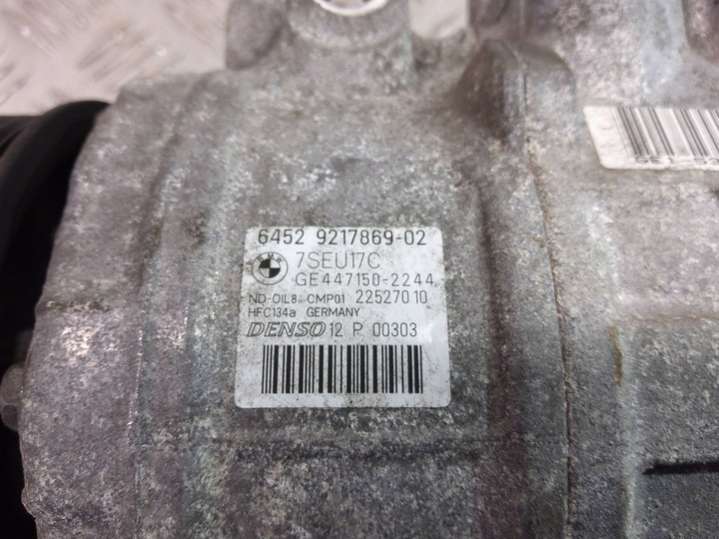 6452 9217869-02
7SEU17C
GE447150-2244
ND-OIL8 CMP01 22527010
HFC134a GERMANY
DENSO 12 P 00303